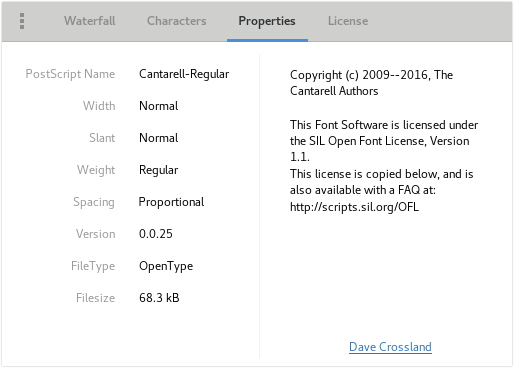 Waterfall Characters Properties License
PostScript Name Cantarell-Regular
Width Normal
Slant Normal
Weight Regular
Spacing Proportional
Version 0.0.25
FileType OpenType
Filesize 68.3 kB
Copyright (c) 2009--2016, The
Cantarell Authors
This Font Software is licensed under
the SIL Open Font License, Version
1.1.
This license is copied below, and is
also available with a FAQ at:
http://scripts.sil.org/OFL
Dave Crossland